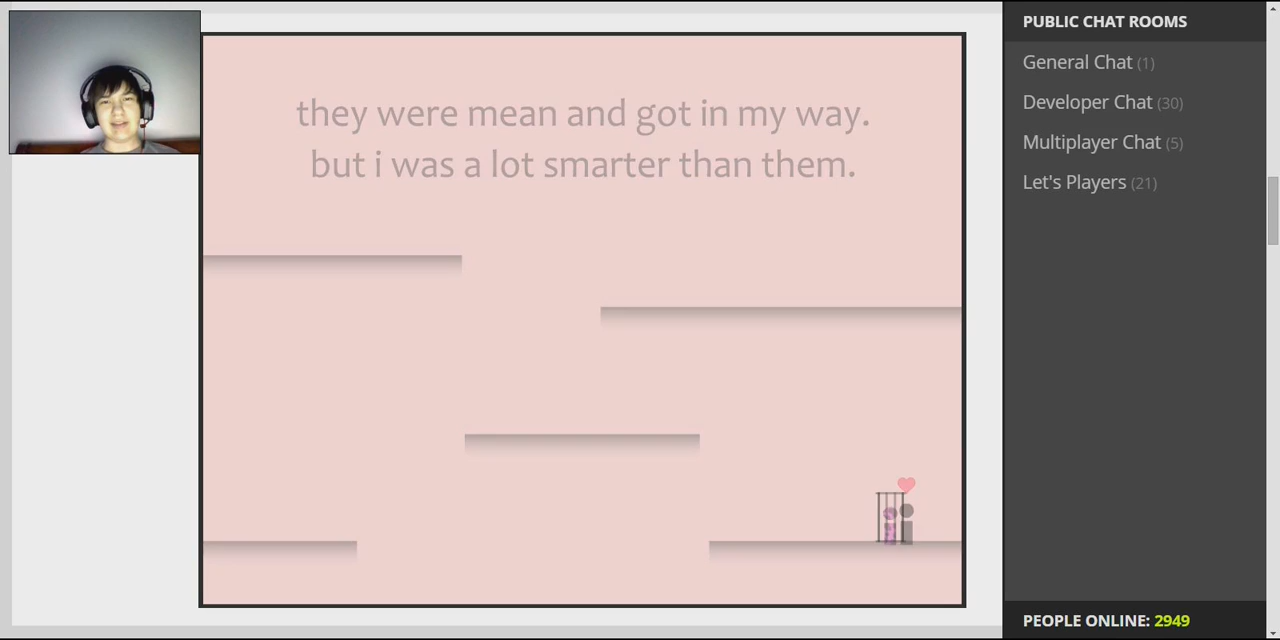 they were mean and got in my way.
but i was a lot smarter than them.
PUBLIC CHAT ROOMS
General Chat (1)
Developer Chat (30)
Multiplayer Chat (5)
Let's Players (21)
PEOPLE ONLINE: 2949